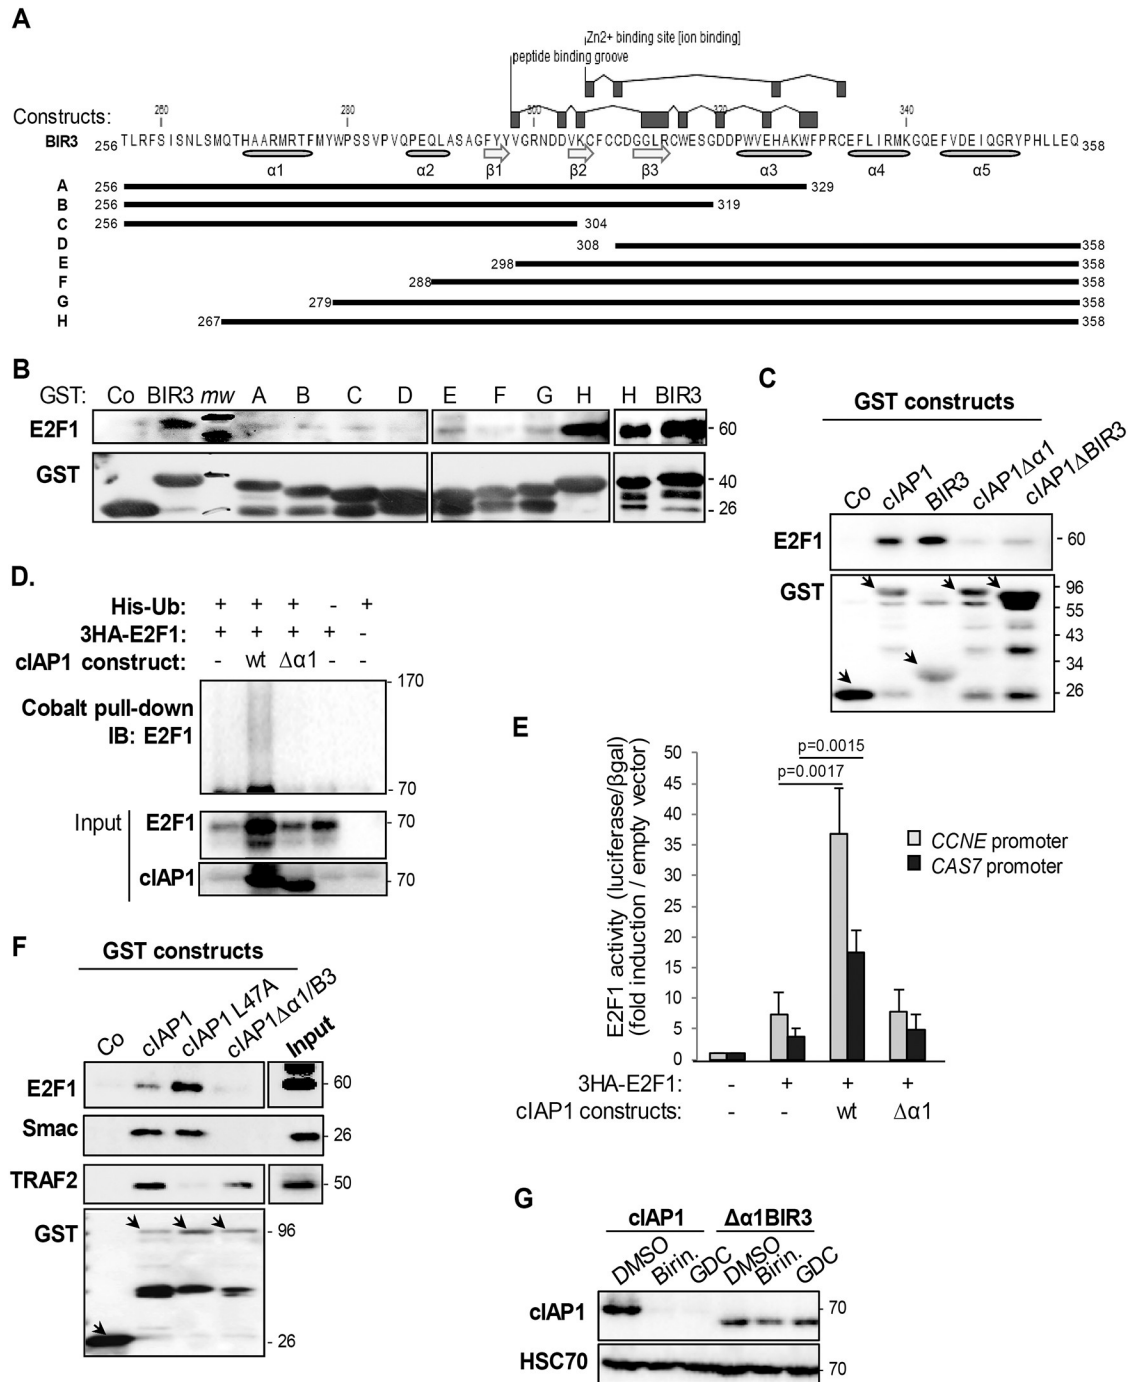 A
Zn2+ binding site [ion binding]
peptide binding groove
Constructs: 260 280 300 320 340
BIR3 256 TLRFSISNLSMQTHAARMRTFMYWPSSVPVQPEQLASAGFYYVGRNDDVKCFCCDGGLRCWESGDDPWVEHAKWFPRCEFLIRMKGQEFVDEIQGRYPHLLEQ 358
α1 α2 β1 β2 β3 α3 α4 α5
A 256 329
B 256 319
C 256 304
D 308 358
E 298 358
F 288 358
G 279 358
H 267 358
B
GST: Co BIR3 mw A B C D E F G H H BIR3
E2F1 - 60
GST - 40
- 26
C
GST constructs
Co cIAP1 BIR3 cIAP1Δα1 cIAP1ΔBIR3
E2F1 - 60
GST - 96
- 55
- 43
- 34
- 26
D.
His-Ub: + + + - +
3HA-E2F1: + + + + -
cIAP1 construct: - wt Δα1 - -
Cobalt pull-down
IB: E2F1
- 170
- 70
Input E2F1 - 70
cIAP1 - 70
E
E2F1 activity (luciferase/βgal)
(fold induction / empty vector)
50
45
40
35
30
25
20
15
10
5
0
p=0.0015
p=0.0017
CCNE promoter
CAS7 promoter
3HA-E2F1: - + + +
cIAP1 constructs: - - wt Δα1
F
GST constructs
Co cIAP1 cIAP1 L47A cIAP1Δα1/B3 Input
E2F1 - 60
Smac - 26
TRAF2 - 50
GST - 96
- 26
G
cIAP1 Δα1BIR3
DMSO Birin. GDC DMSO Birin. GDC
cIAP1 - 70
HSC70 - 70